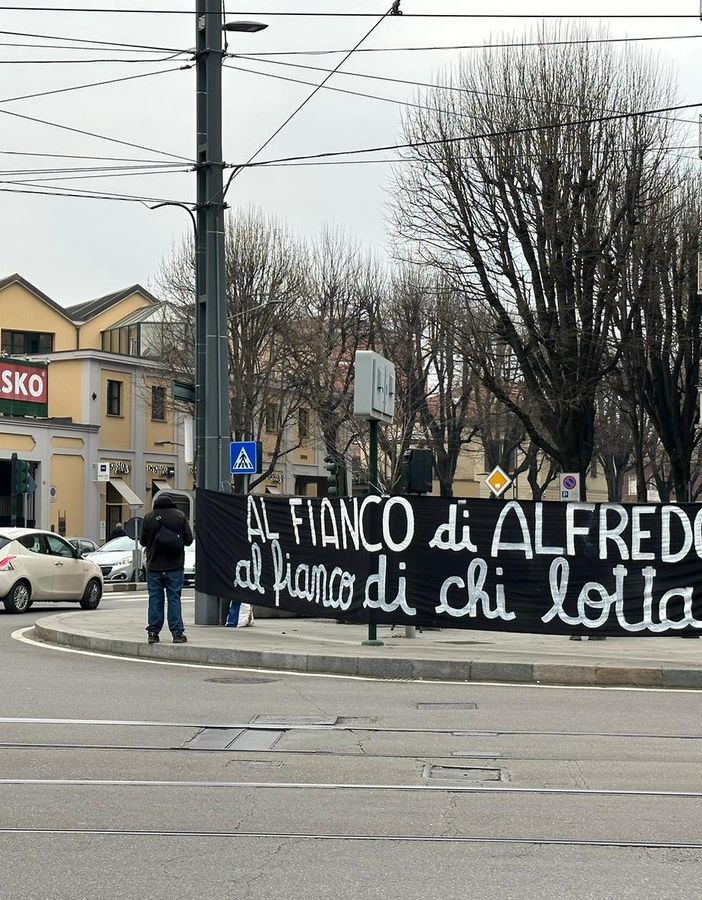 SKO
AL FIANCO di ALFREDO
al fianco di chi lotta